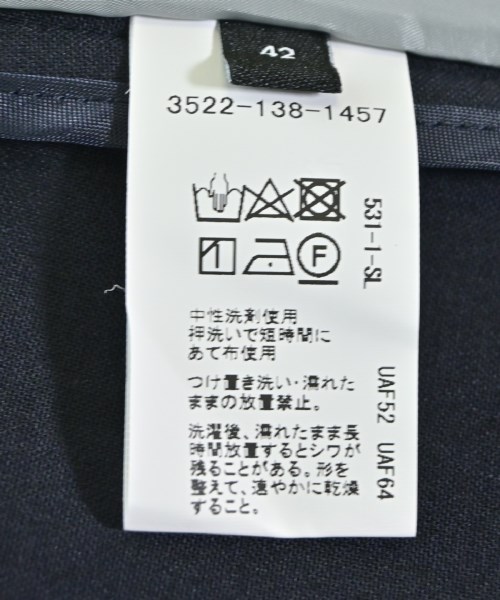 42
3522-138-1457
F
531-1-SL
中性洗剤使用
押洗いで短時間に
あて布使用
つけ置き洗い・濡れた
ままの放置禁止。
洗濯後、濡れたまま長
時間放置するとシワが
残ることがある。形を
整えて、速やかに乾燥
すること。
UAF52 UAF64